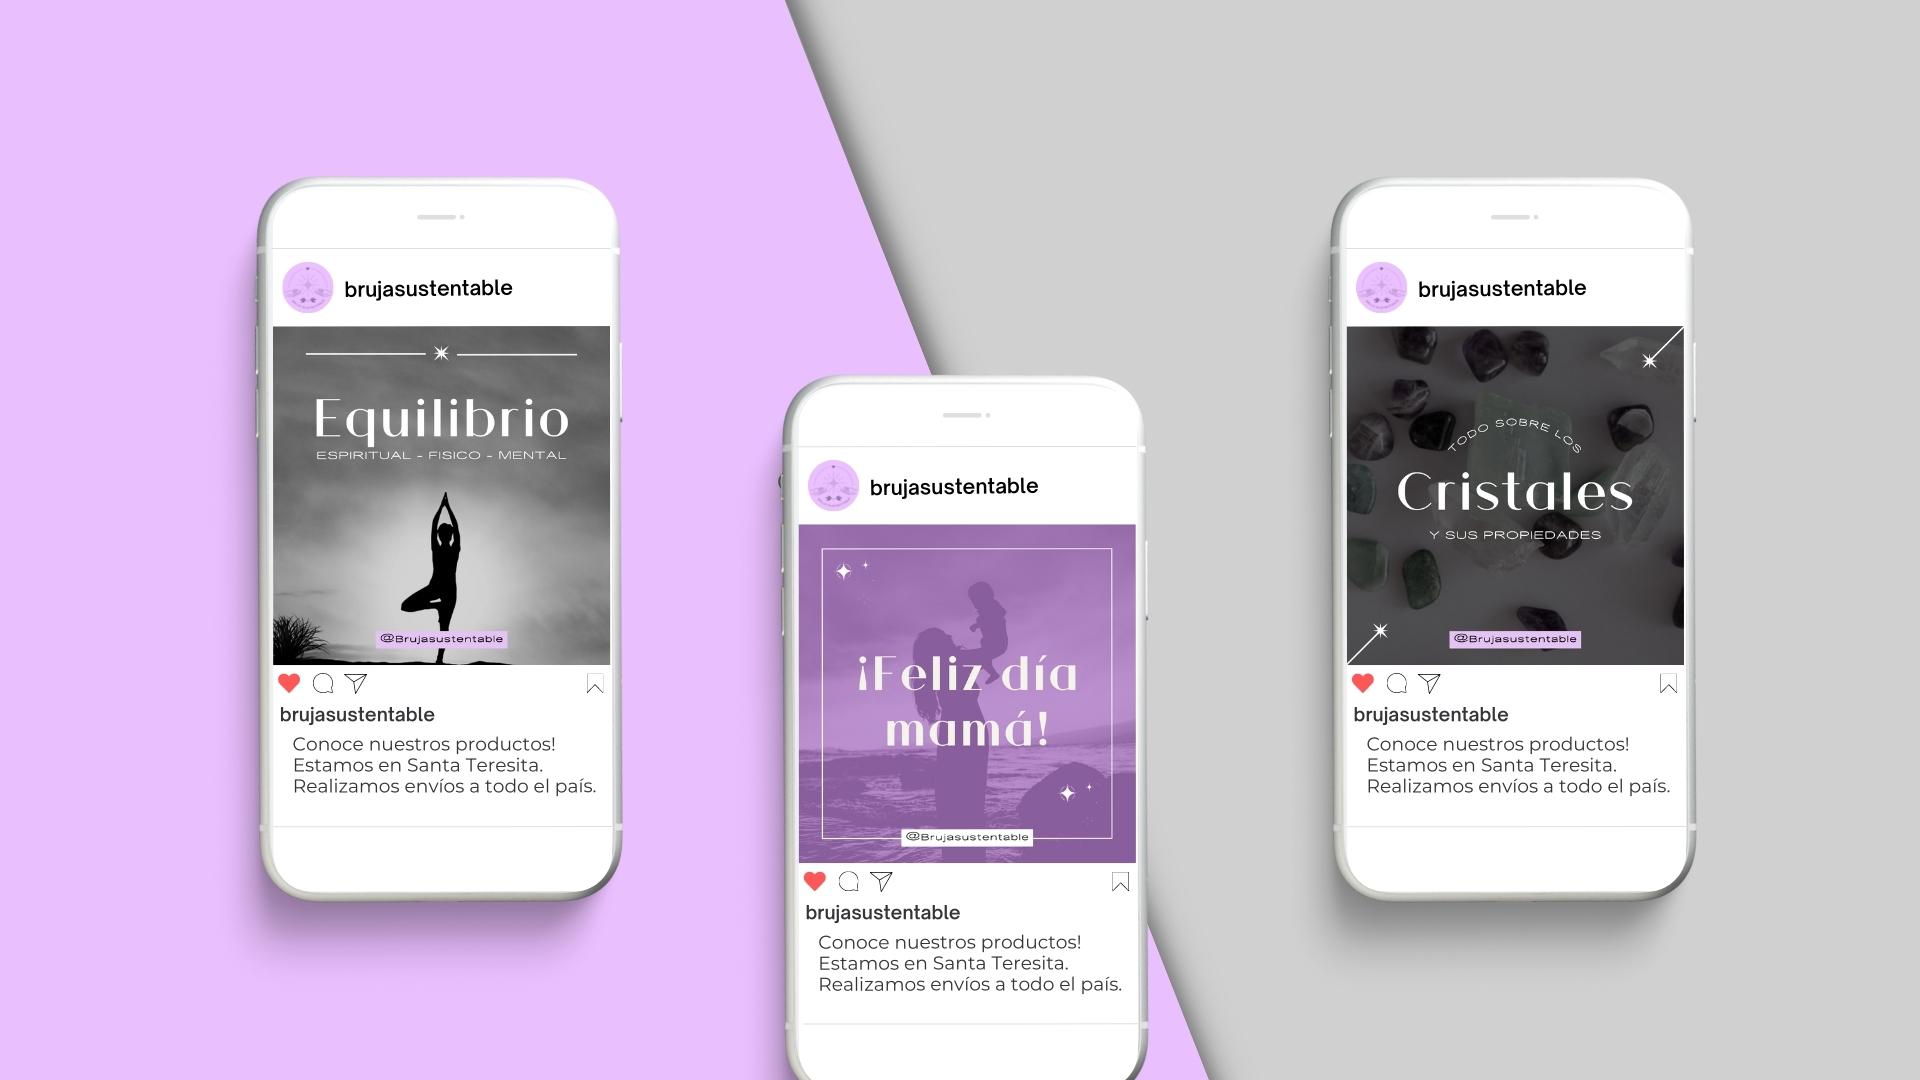 brujasustentable
Equilibrio
ESPIRITUAL - FISICO - MENTAL
@Brujasustentable
brujasustentable
Conoce nuestros productos!
Estamos en Santa Teresita.
Realizamos envíos a todo el país.
brujasustentable
¡Feliz día
mamá!
@Brujasustentable
brujasustentable
Conoce nuestros productos!
Estamos en Santa Teresita.
Realizamos envíos a todo el país.
brujasustentable
TODO SOBRE LOS
Cristales
Y SUS PROPIEDADES
@Brujasustentable
brujasustentable
Conoce nuestros productos!
Estamos en Santa Teresita.
Realizamos envíos a todo el país.